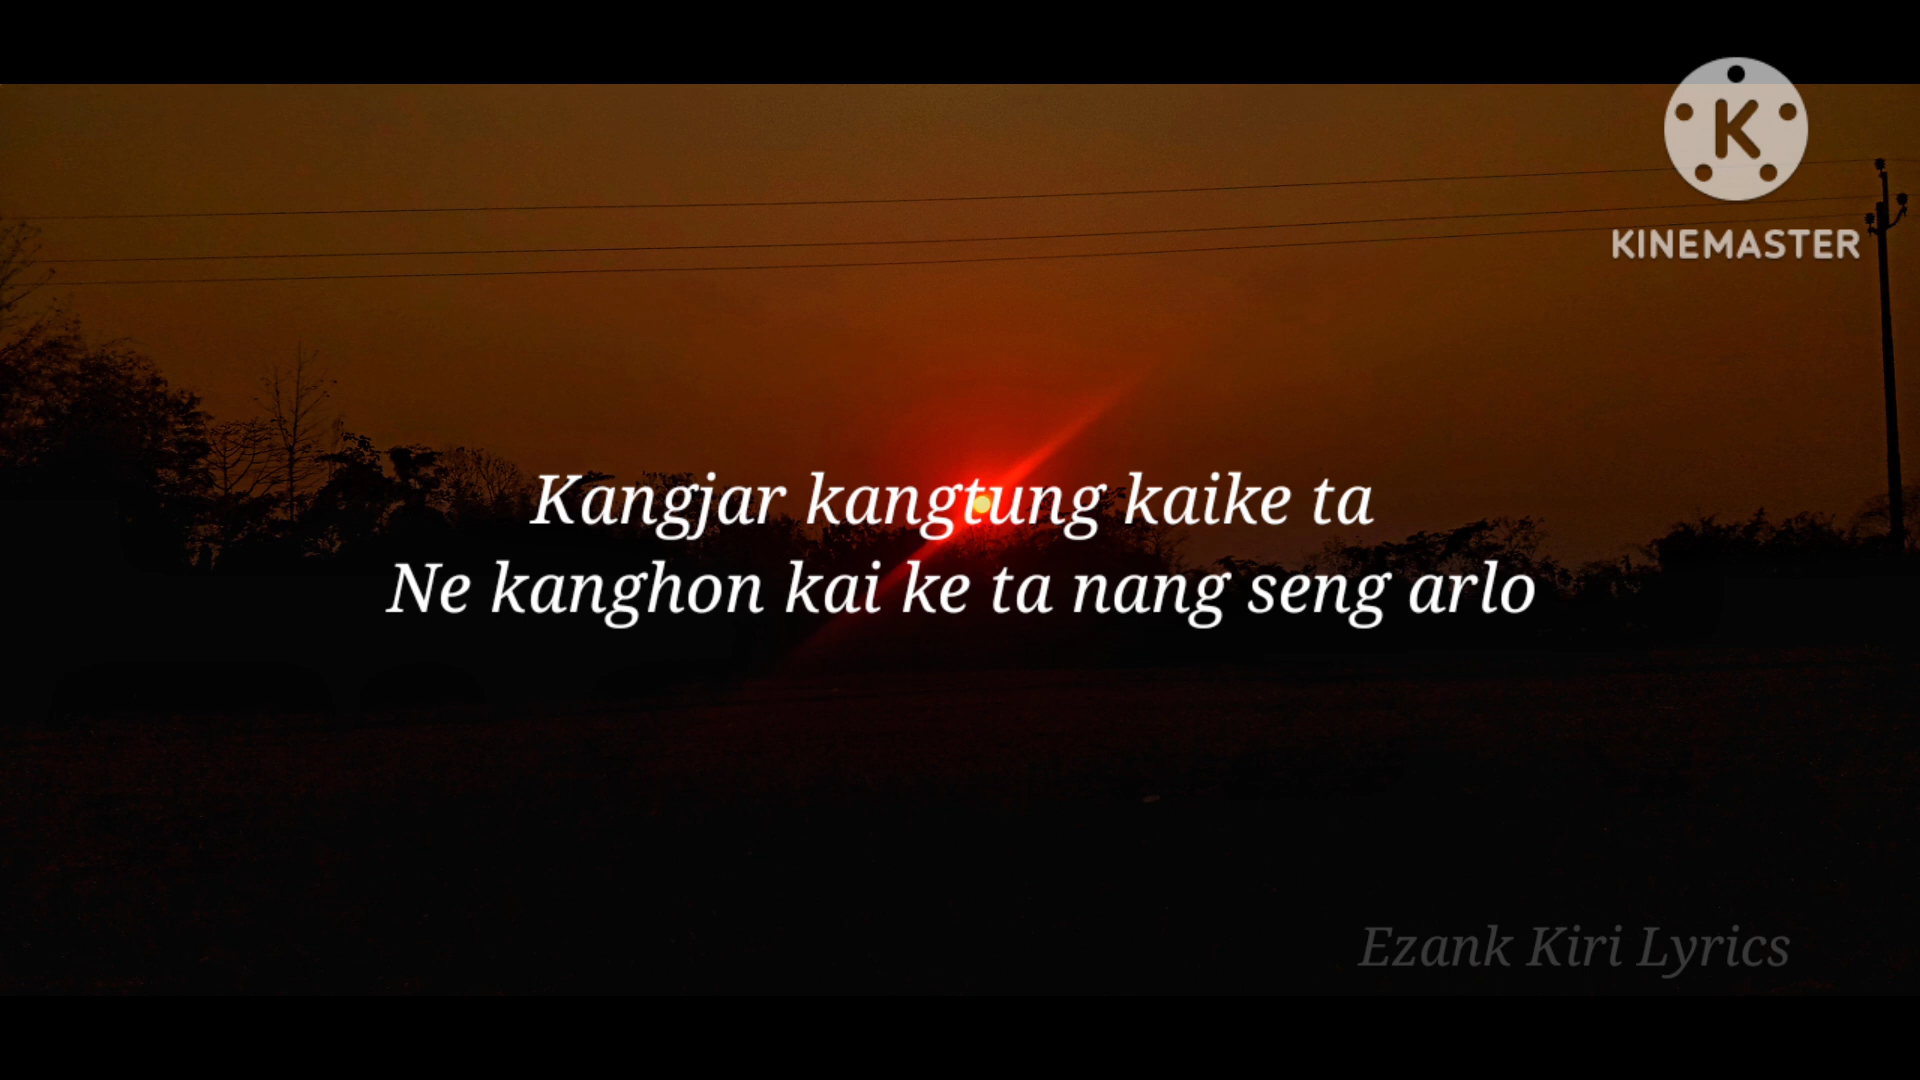 KINEMASTER
Kangjar kangtung kaike ta
Ne kanghon kai ke ta nang seng arlo
Ezank Kiri Lyrics